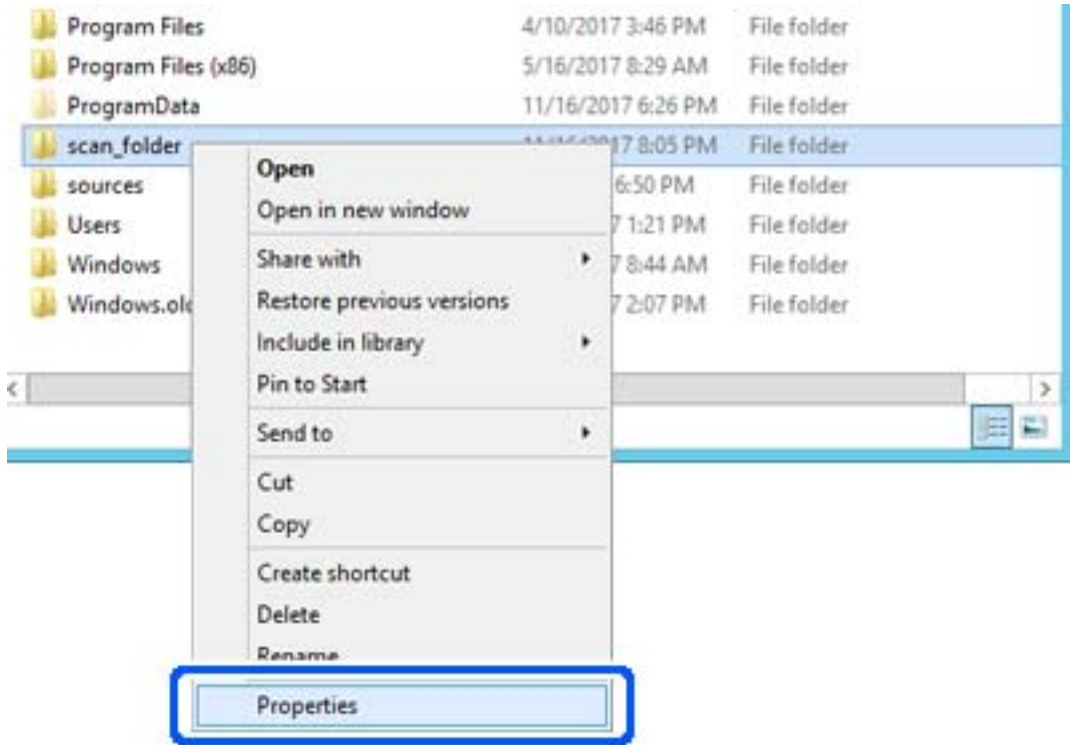 Program Files 4/10/2017 3:46 PM File folder
Program Files (x86) 5/16/2017 8:29 AM File folder
ProgramData 11/16/2017 6:26 PM File folder
scan_folder 8:05 PM File folder
sources 6:50 PM File folder
Users 1:21 PM File folder
Windows 8:44 AM File folder
Windows.old 2:07 PM File folder
Open
Open in new window
Share with
Restore previous versions
Include in library
Pin to Start
Send to
Cut
Copy
Create shortcut
Delete
Rename
Properties